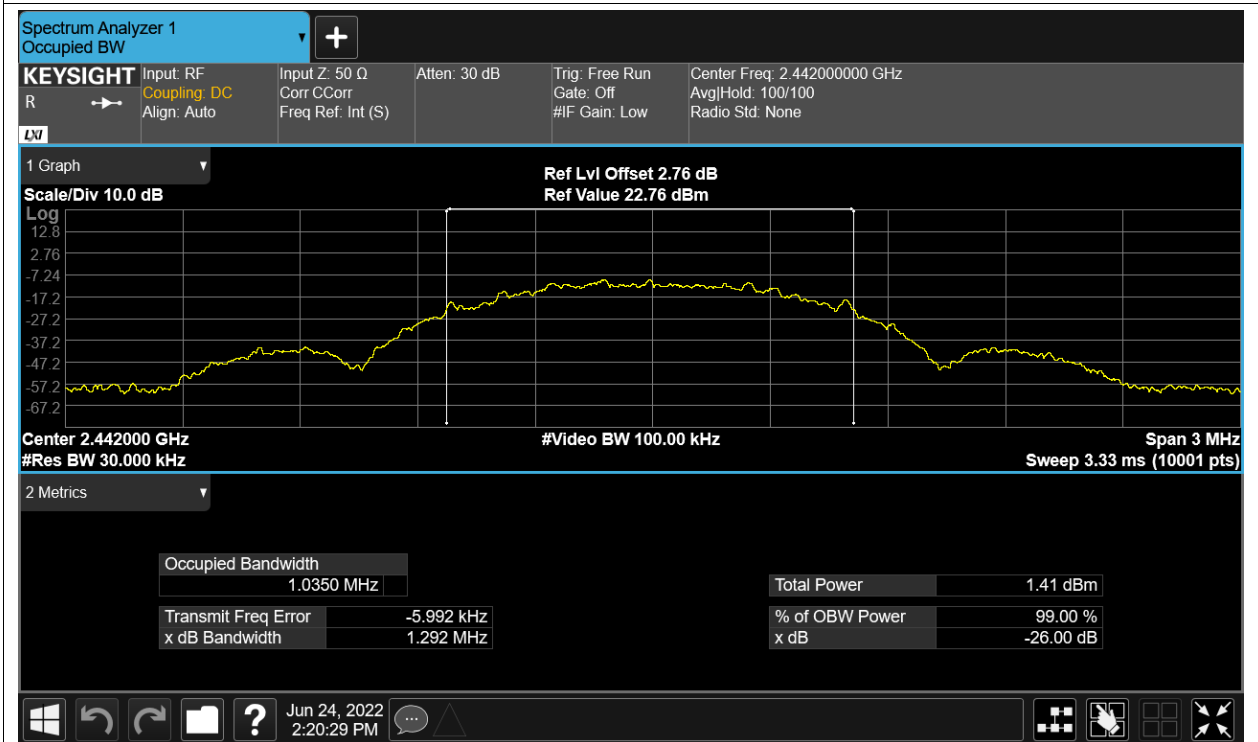 Spectrum Analyzer 1
Occupied BW
KEYSIGHT
R
LXI
Input: RF
Coupling: DC
Align: Auto
Input Z: 50 Ω
Corr CCorr
Freq Ref: Int (S)
Atten: 30 dB
Trig: Free Run
Gate: Off
#IF Gain: Low
Center Freq: 2.442000000 GHz
Avg|Hold: 100/100
Radio Std: None
1 Graph
Scale/Div 10.0 dB
Ref Lvl Offset 2.76 dB
Ref Value 22.76 dBm
Log
12.8
2.76
-7.24
-17.2
-27.2
-37.2
-47.2
-57.2
-67.2
Center 2.442000 GHz
#Video BW 100.00 kHz
Span 3 MHz
#Res BW 30.000 kHz
Sweep 3.33 ms (10001 pts)
2 Metrics
Occupied Bandwidth
1.0350 MHz
Transmit Freq Error -5.992 kHz
x dB Bandwidth 1.292 MHz
Total Power 1.41 dBm
% of OBW Power 99.00 %
x dB -26.00 dB
?
Jun 24, 2022
2:20:29 PM